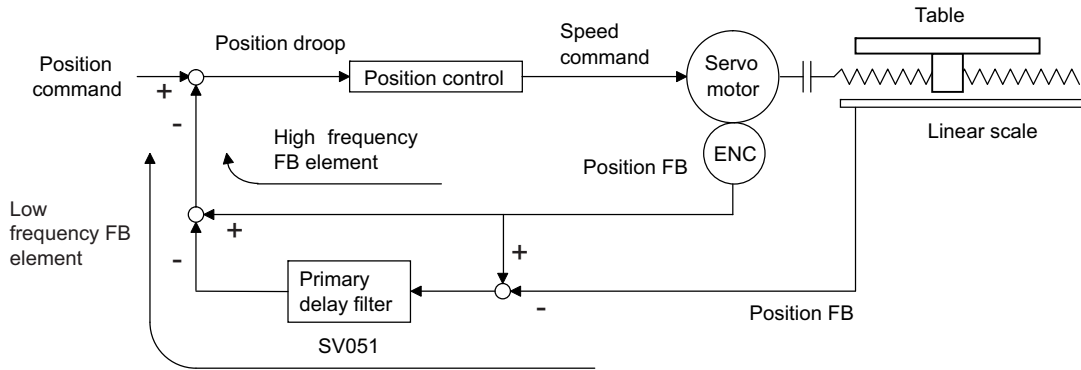 Table
Position droop
Speed
command
Position
command
Position control
Servo
motor
+
-
Linear scale
High frequency
FB element
ENC
Position FB
Low
frequency FB
element
+
+
-
Primary
delay filter
-
Position FB
SV051